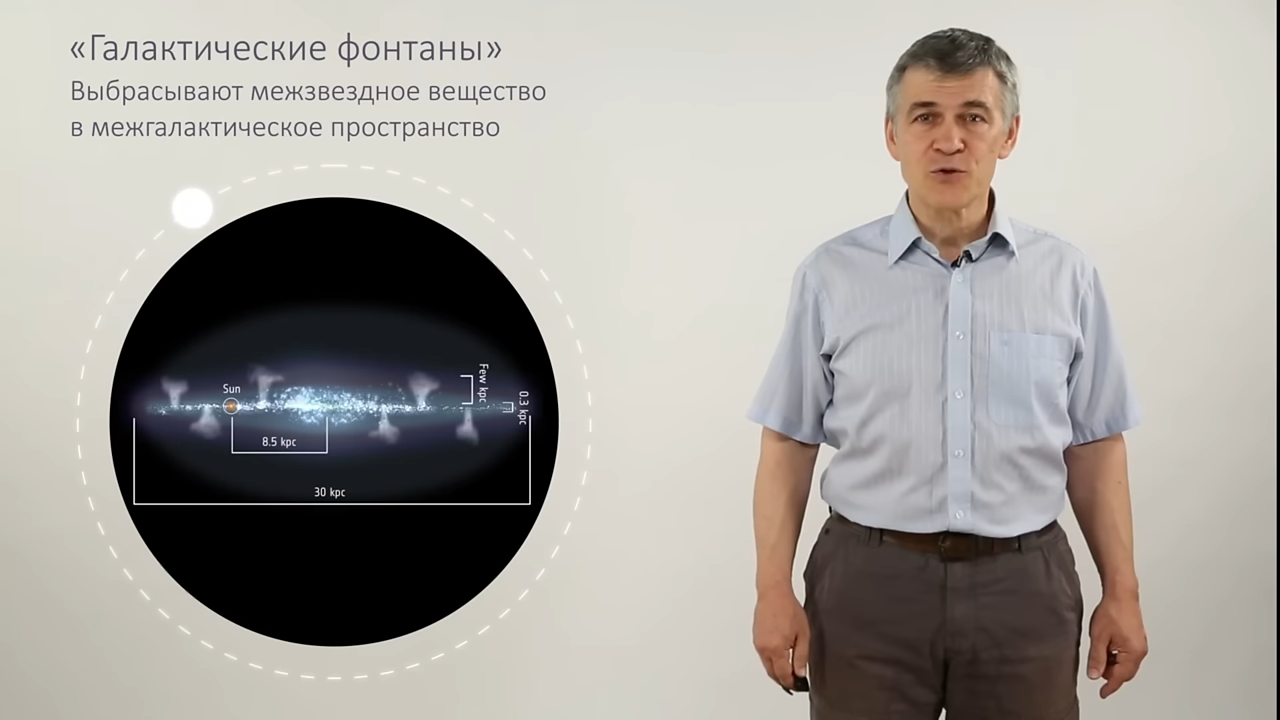 «Галактические фонтаны»
Выбрасывают межзвездное вещество
в межгалактическое пространство
Sun
Few kpc
0.3 kpc
8.5 kpc
30 kpc